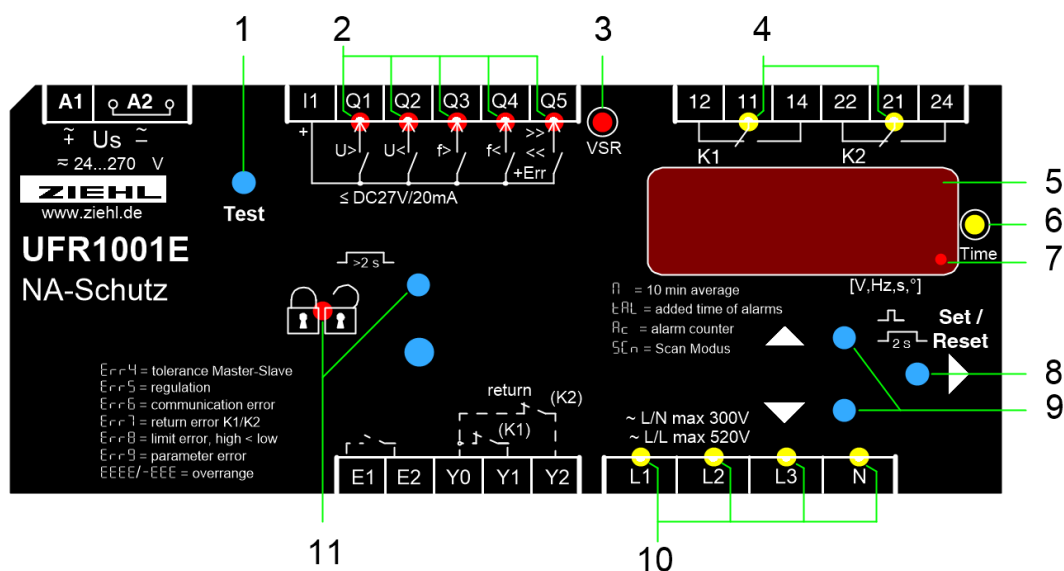 1 2 3 4
A1 A2
I1 Q1 Q2 Q3 Q4 Q5
12 11 14 22 21 24
+
U> U< f> f< >>
<<
+Err
VSR
K1 K2
~ + Us ~ −
≂ 24...270 V
ZIEHL
www.ziehl.de
Test
≤ DC27V/20mA
5
6
Time
7
UFR1001E
NA-Schutz
>2 s
[V,Hz,s,°]
n = 10 min average
tAL = added time of alarms
Ac = alarm counter
SCn = Scan Modus
2 s
Set /
Reset
8
9
Err4 = tolerance Master-Slave
Err5 = regulation
Err6 = communication error
Err7 = return error K1/K2
Err8 = limit error, high < low
Err9 = parameter error
EEEE/-EEE = overrange
return
(K2)
(K1)
~ L/N max 300V
~ L/L max 520V
E1 E2 Y0 Y1 Y2
L1 L2 L3 N
11 10